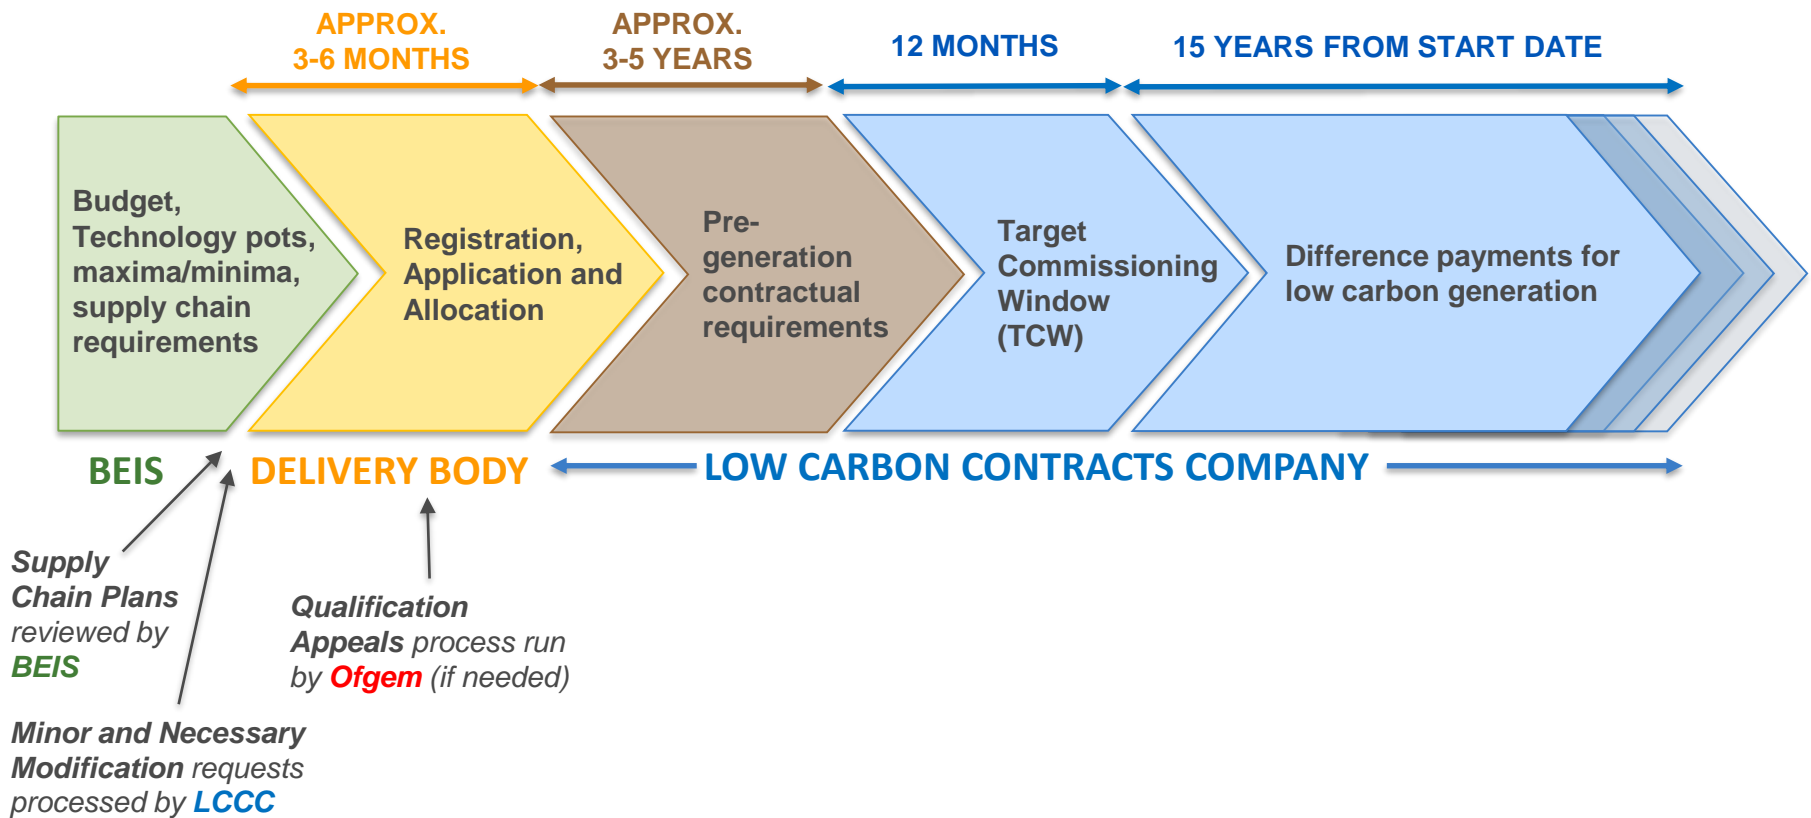 APPROX.
3-6 MONTHS
APPROX.
3-5 YEARS
12 MONTHS
15 YEARS FROM START DATE
Budget,
Technology pots,
maxima/minima,
supply chain
requirements
Registration,
Application and
Allocation
Pre-
generation
contractual
requirements
Target
Commissioning
Window
(TCW)
Difference payments for
low carbon generation
BEIS
DELIVERY BODY
LOW CARBON CONTRACTS COMPANY
Supply
Chain Plans
reviewed by
BEIS
Qualification
Appeals process run
by Ofgem (if needed)
Minor and Necessary
Modification requests
processed by LCCC